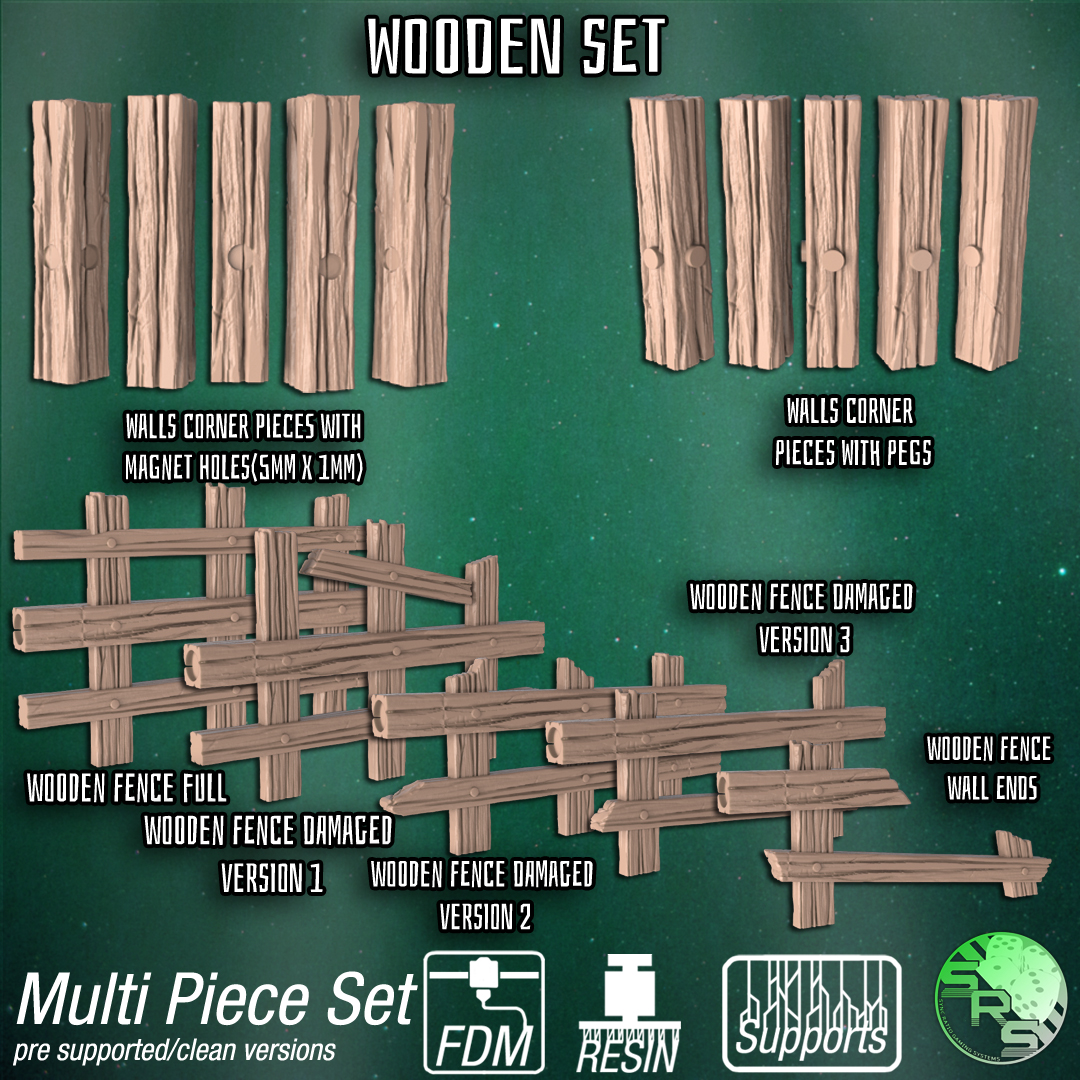 WOODEN SET
WALLS CORNER PIECES WITH
MAGNET HOLES(5MM X 1MM)
WALLS CORNER
PIECES WITH PEGS
WOODEN FENCE DAMAGED
VERSION 3
WOODEN FENCE
WALL ENDS
WOODEN FENCE FULL
WOODEN FENCE DAMAGED
VERSION 1
WOODEN FENCE DAMAGED
VERSION 2
Multi Piece Set
pre supported/clean versions
FDM
RESIN
Supports
SRS